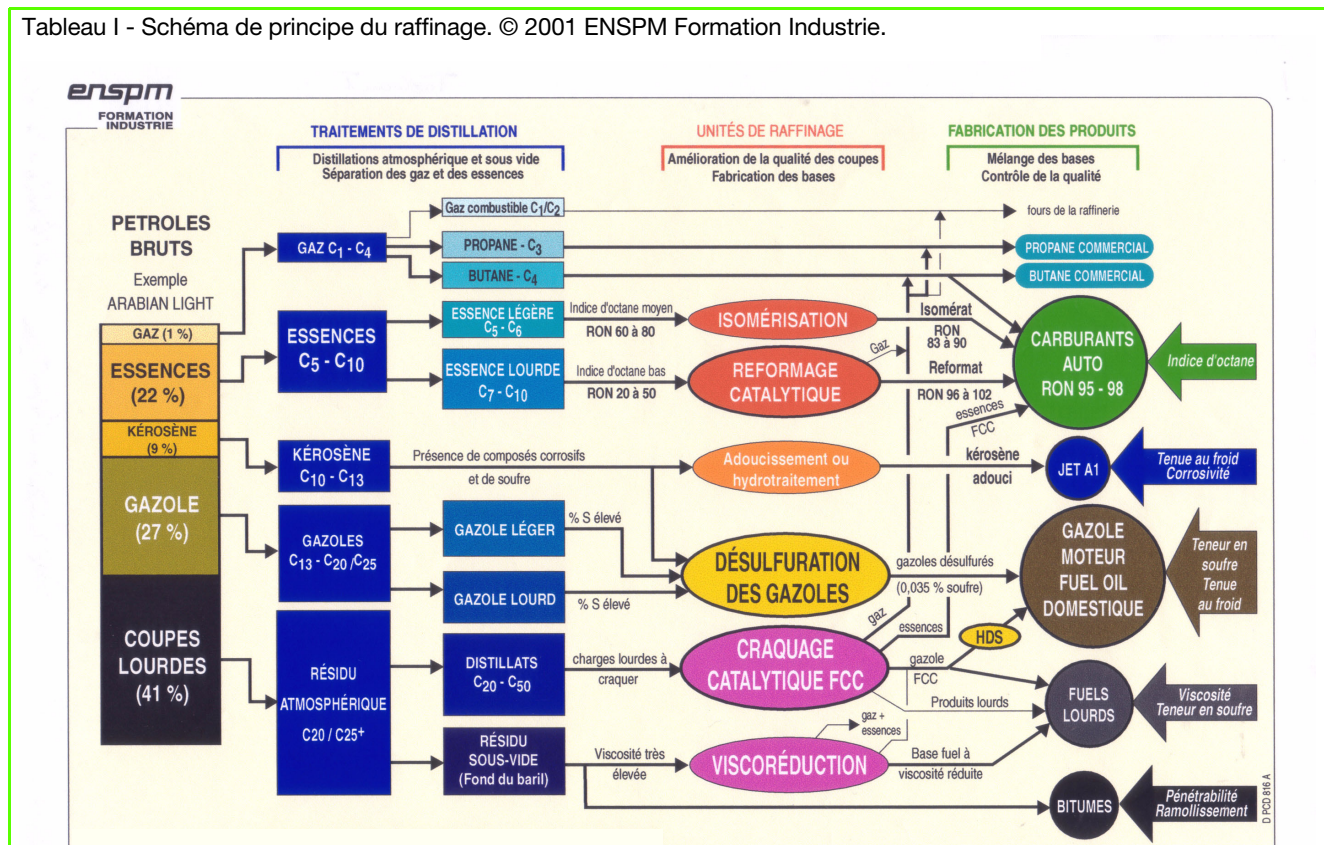 Tableau I - Schéma de principe du raffinage. © 2001 ENSPM Formation Industrie.
enspm
FORMATION
INDUSTRIE
TRAITEMENTS DE DISTILLATION
Distillations atmosphérique et sous vide
Séparation des gaz et des essences
UNITÉS DE RAFFINAGE
Amélioration de la qualité des coupes
Fabrication des bases
FABRICATION DES PRODUITS
Mélange des bases
Contrôle de la qualité
PETROLES
BRUTS
Exemple
ARABIAN LIGHT
GAZ (1 %)
ESSENCES
(22 %)
KÉROSÈNE
(9 %)
GAZOLE
(27 %)
COUPES
LOURDES
(41 %)
GAZ C1 - C4
ESSENCES
C5 - C10
KÉROSÈNE
C10 - C13
GAZOLES
C13 - C20 /C25
RÉSIDU
ATMOSPHÉRIQUE
C20 / C25+
Gaz combustible C1/C2
PROPANE - C3
BUTANE - C4
ESSENCE LÉGÈRE
C5 - C6
ESSENCE LOURDE
C7 - C10
Présence de composés corrosifs
et de soufre
GAZOLE LÉGER
GAZOLE LOURD
DISTILLATS
C20 - C50
RÉSIDU
SOUS-VIDE
(Fond du baril)
Indice d'octane moyen
RON 60 à 80
Indice d'octane bas
RON 20 à 50
% S élevé
% S élevé
charges lourdes à
craquer
Viscosité très
élevée
ISOMÉRISATION
REFORMAGE
CATALYTIQUE
Adoucissement ou
hydrotraitement
DÉSULFURATION
DES GAZOLES
CRAQUAGE
CATALYTIQUE FCC
VISCORÉDUCTION
Isomérat
RON
83 à 90
Gaz
Reformat
RON 96 à 102
essences
FCC
kérosène
adouci
gazoles désulfurés
(0,035 % soufre)
gaz
essences
HDS
gazole
FCC
Produits lourds
gaz +
essences
Base fuel à
viscosité réduite
fours de la raffinerie
PROPANE COMMERCIAL
BUTANE COMMERCIAL
CARBURANTS
AUTO
RON 95 - 98
JET A1
GAZOLE
MOTEUR
FUEL OIL
DOMESTIQUE
FUELS
LOURDS
BITUMES
Indice d'octane
Tenue au froid
Corrosivité
Teneur en
soufre
Tenue
au froid
Viscosité
Teneur en soufre
Pénétrabilité
Ramollissement
D PCD 816 A